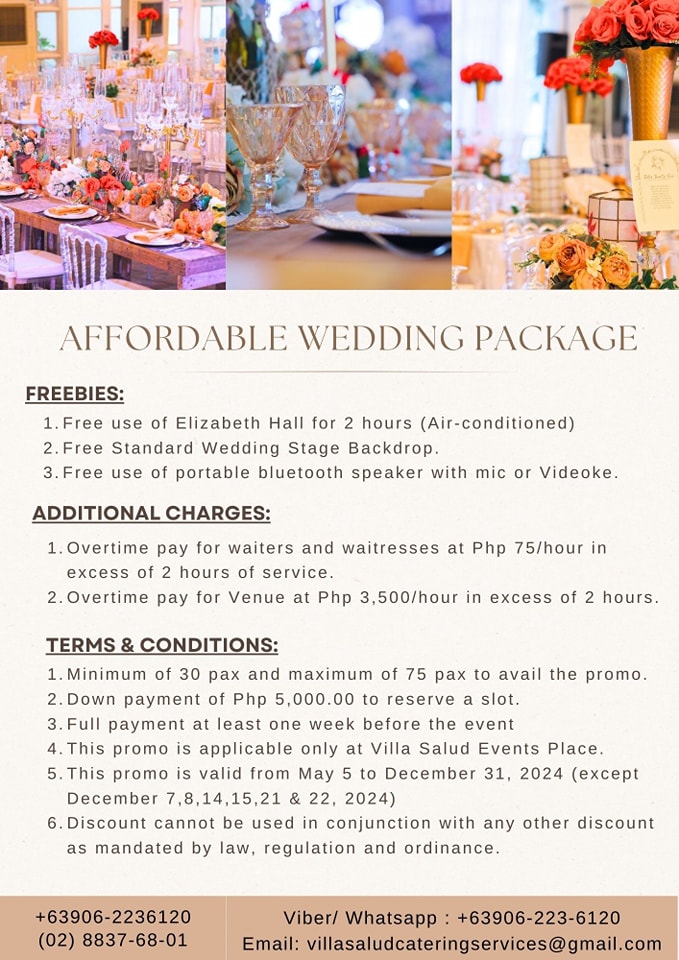 AFFORDABLE WEDDING PACKAGE
FREEBIES:
1. Free use of Elizabeth Hall for 2 hours (Air-conditioned)
2. Free Standard Wedding Stage Backdrop.
3. Free use of portable bluetooth speaker with mic or Videoke.
ADDITIONAL CHARGES:
1. Overtime pay for waiters and waitresses at Php 75/hour in
excess of 2 hours of service.
2. Overtime pay for Venue at Php 3,500/hour in excess of 2 hours.
TERMS & CONDITIONS:
1. Minimum of 30 pax and maximum of 75 pax to avail the promo.
2. Down payment of Php 5,000.00 to reserve a slot.
3. Full payment at least one week before the event
4. This promo is applicable only at Villa Salud Events Place.
5. This promo is valid from May 5 to December 31, 2024 (except
December 7,8,14,15,21 & 22, 2024)
6. Discount cannot be used in conjunction with any other discount
as mandated by law, regulation and ordinance.
+63906-2236120
(02) 8837-68-01
Viber/ Whatsapp : +63906-223-6120
Email: villasaludcateringservices@gmail.com